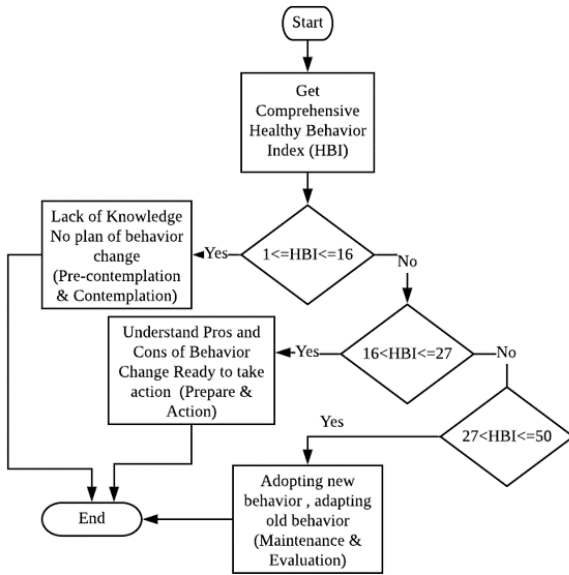 Start
Get
Comprehensive
Healthy Behavior
Index (HBI)
Lack of Knowledge
No plan of behavior
change
(Pre-contemplation
& Contemplation)
Yes
1<=HBI<=16
No
Understand Pros and
Cons of Behavior
Change Ready to take
action (Prepare &
Action)
Yes
16<HBI<=27
No
Yes
27<HBI<=50
Adopting new
behavior , adapting
old behavior
(Maintenance &
Evaluation)
End